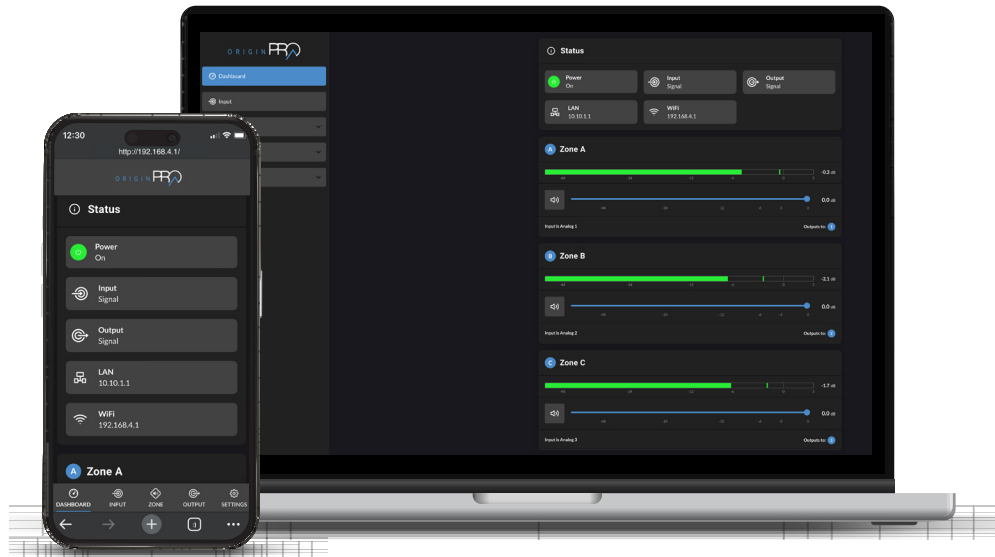 ORIGIN PRO
Dashboard
Input
Status
Power
On
Input
Signal
Output
Signal
LAN
10.10.1.1
WiFi
192.168.4.1
A Zone A
-0.3 dB
0.0 dB
Input is Analog 1
Outputs to: 1
B Zone B
-2.1 dB
0.0 dB
Input is Analog 2
Outputs to: 2
C Zone C
-1.7 dB
0.0 dB
Input is Analog 3
Outputs to: 3
12:30
http://192.168.4.1/
ORIGIN PRO
Status
Power
On
Input
Signal
Output
Signal
LAN
10.10.1.1
WiFi
192.168.4.1
A Zone A
DASHBOARD INPUT ZONE OUTPUT SETTINGS